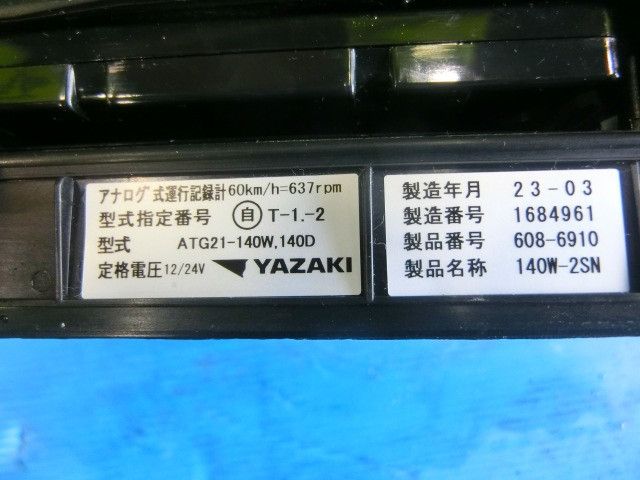 アナログ式運行記録計60km/h=637rpm
型式指定番号 自 T-1.-2
型式 ATG21-140W,140D
定格電圧12/24V YAZAKI
製造年月 23-03
製造番号 1684961
製品番号 608-6910
製品名称 140W-2SN